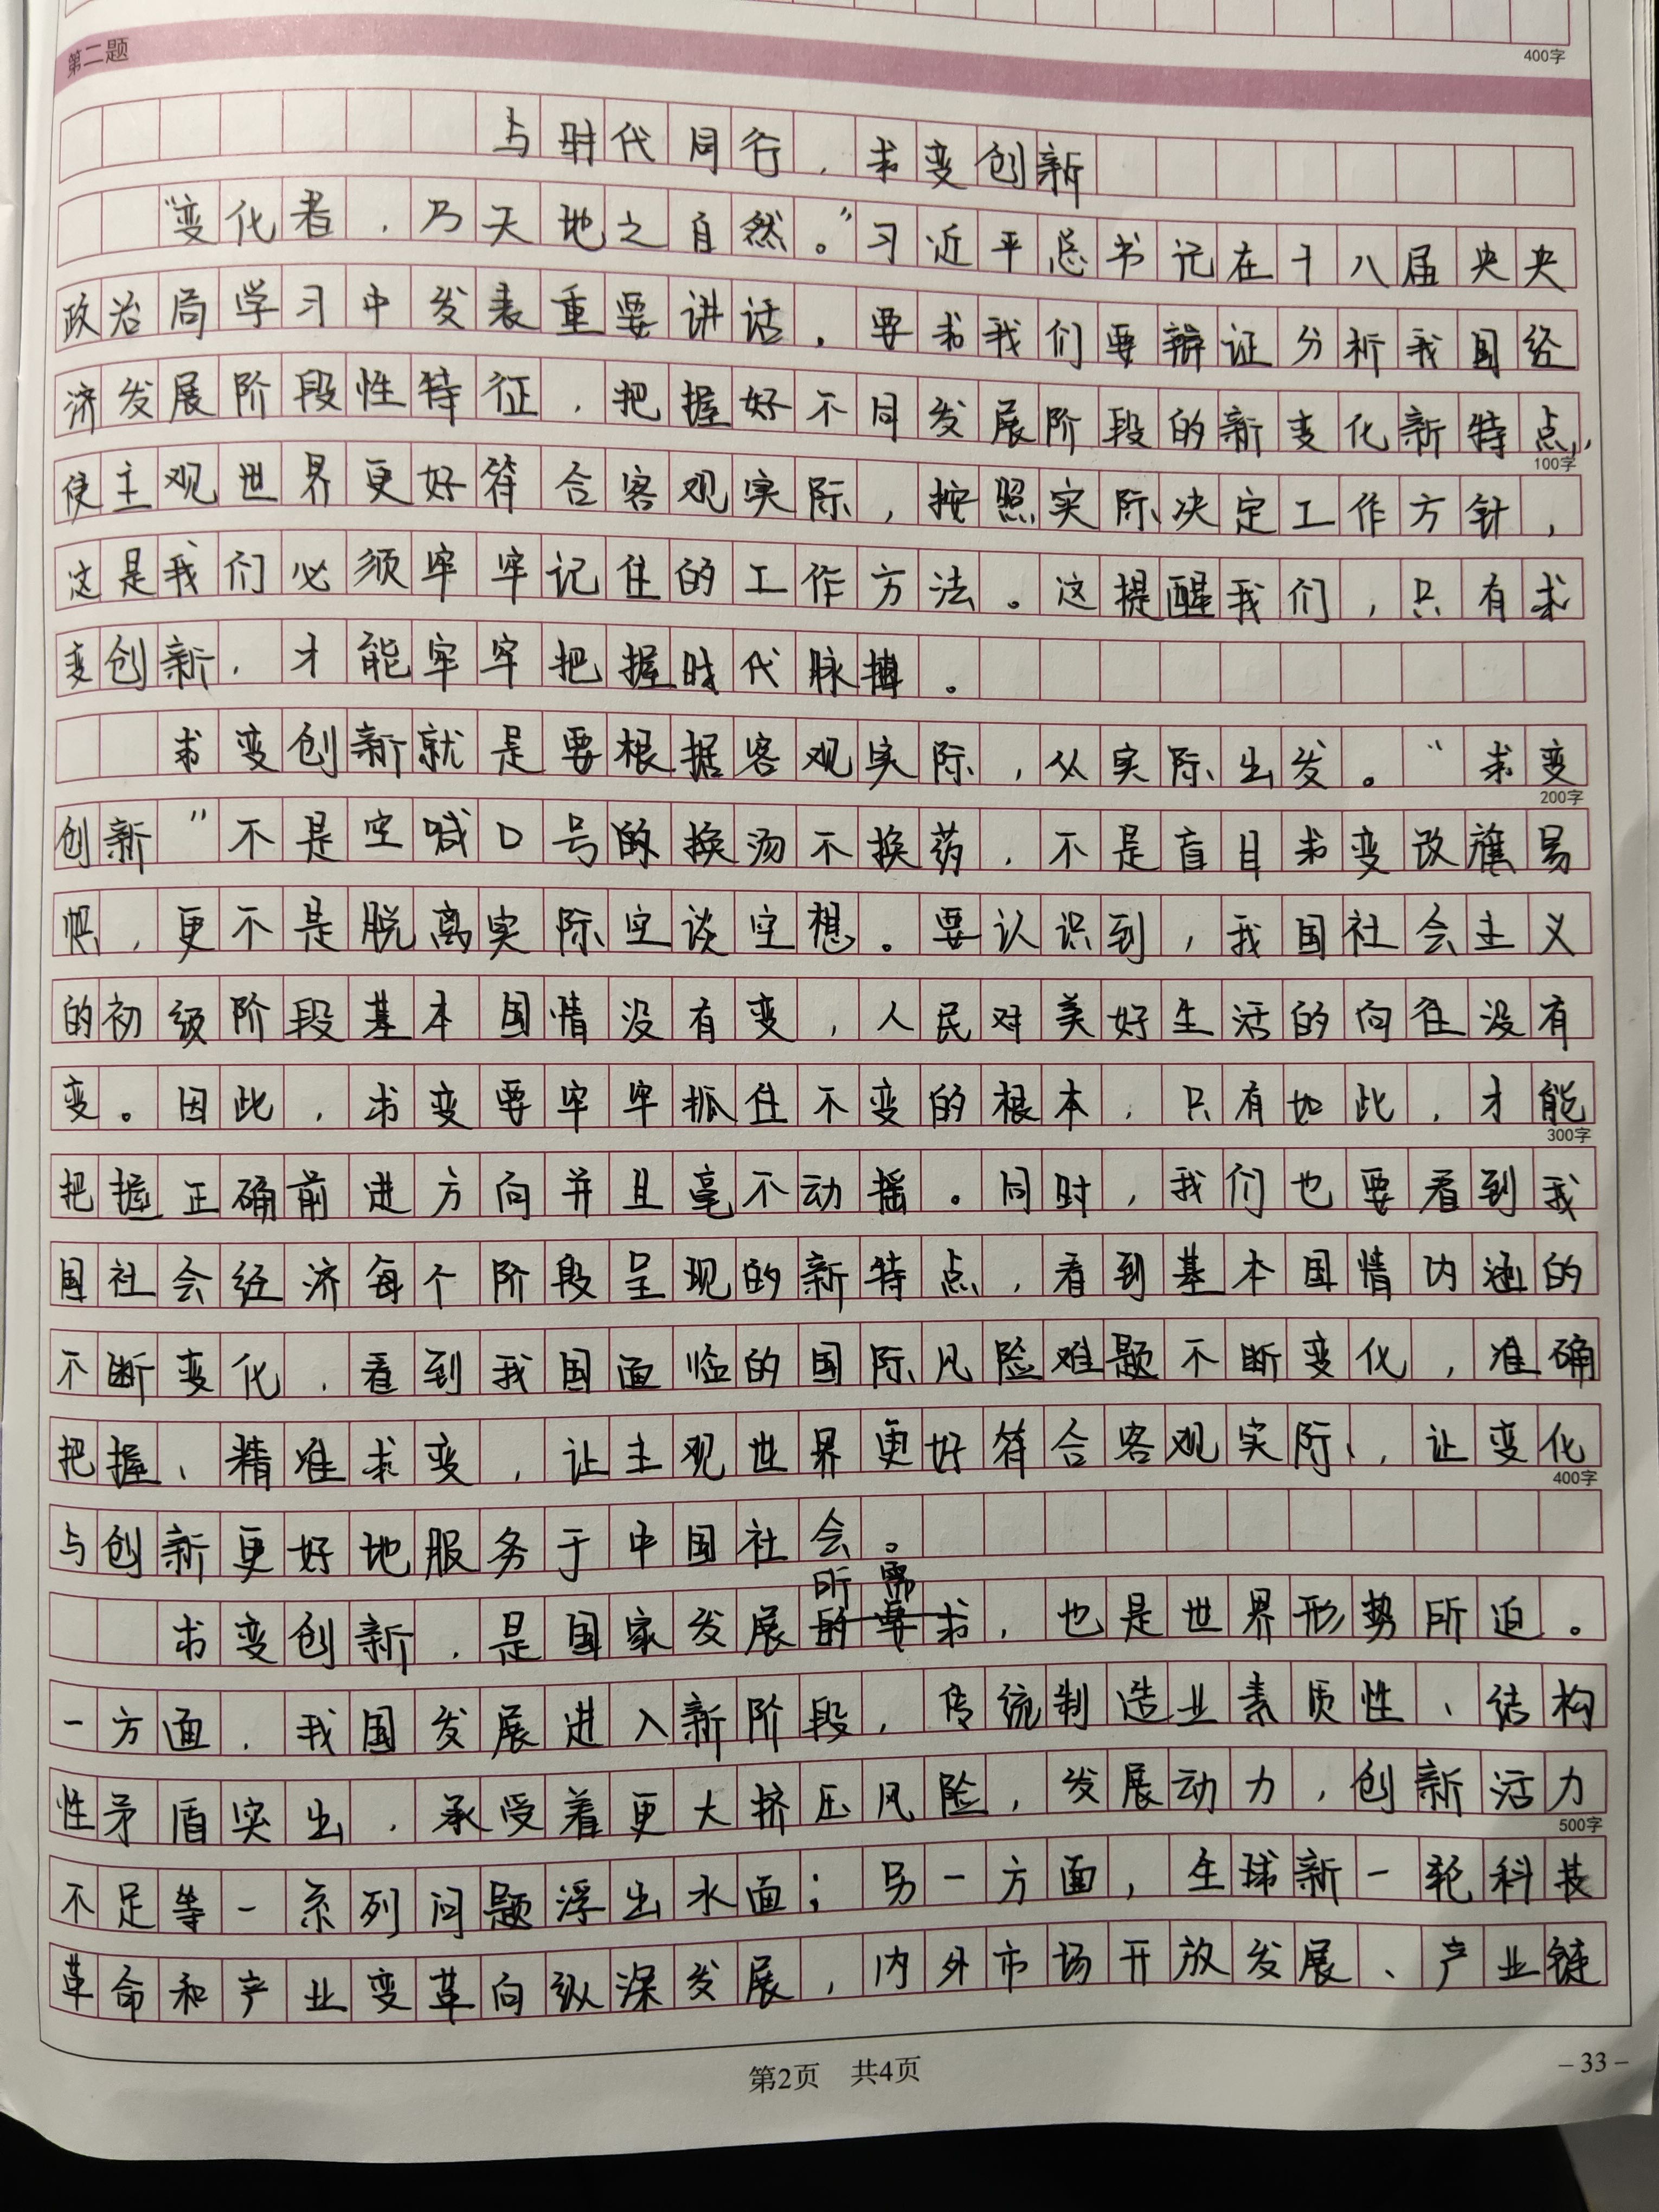 400字
第二题
与时代同行，求变创新
“变化者，乃天地之自然。”习近平总书记在十八届央央
政治局学习中发表重要讲话，要求我们要辩证分析我国经
济发展阶段性特征，把握好不同发展阶段的新变化新特点，
100字
使主观世界更好符合客观实际，按照实际决定工作方针，
这是我们必须牢牢记住的工作方法。这提醒我们，只有求
变创新，才能牢牢把握时代脉搏。
求变创新就是要根据客观实际，从实际出发。“求变
200字
创新”不是空喊口号的换汤不换药，不是盲目求变改旗易
帜，更不是脱离实际空谈空想。要认识到，我国社会主义
的初级阶段基本国情没有变，人民对美好生活的向往没有
变。因此，求变要牢牢抓住不变的根本，只有如此，才能
300字
把握正确前进方向并且毫不动摇。同时，我们也要看到我
国社会经济每个阶段呈现的新特点，看到基本国情内涵的
不断变化，看到我国面临的国际风险难题不断变化，准确
把握、精准求变，让主观世界更好符合客观实际，让变化
400字
与创新更好地服务于中国社会。
求变创新，是国家发展所需，也是世界形势所迫。
一方面，我国发展进入新阶段，传统制造业素质性、结构
性矛盾突出，承受着更大挤压风险，发展动力，创新活力
500字
不足等一系列问题浮出水面；另一方面，全球新一轮科技
革命和产业变革向纵深发展，内外市场开放发展、产业链
第2页 共4页
– 33 –